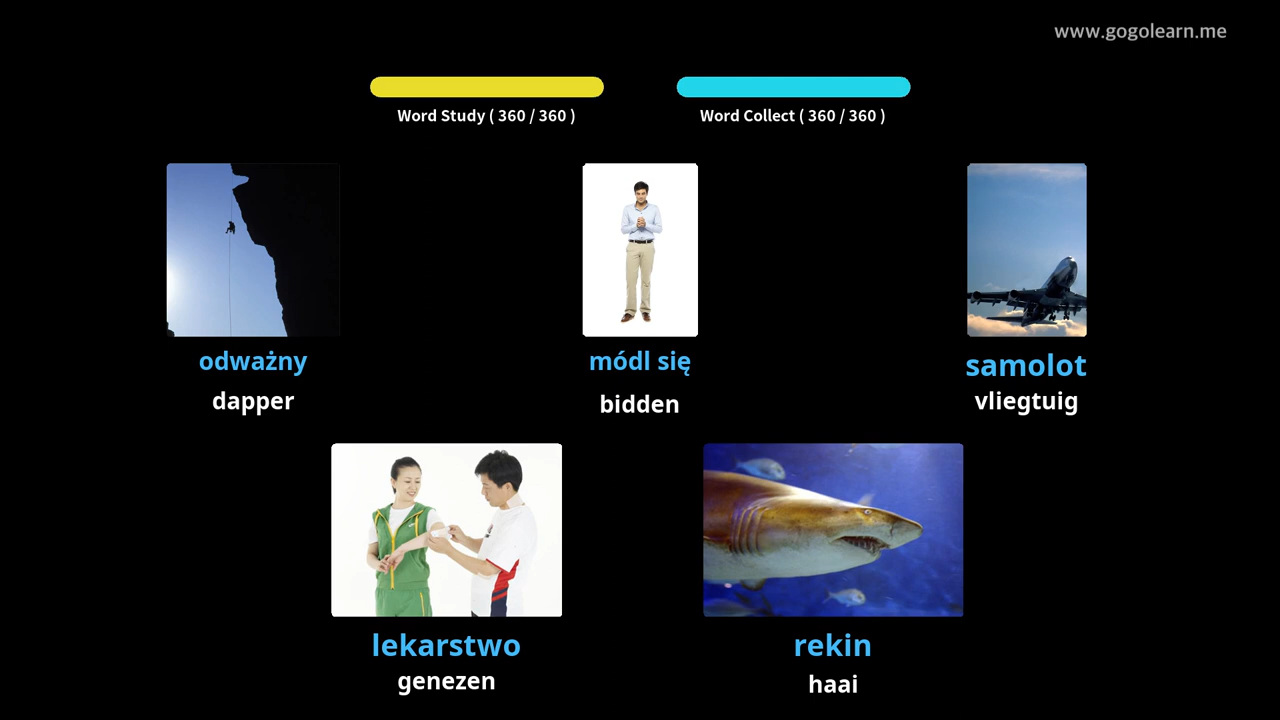 www.gogolearn.me
Word Study ( 360 / 360 )
Word Collect ( 360 / 360 )
odważny
dapper
módl się
bidden
samolot
vliegtuig
lekarstwo
genezen
rekin
haai